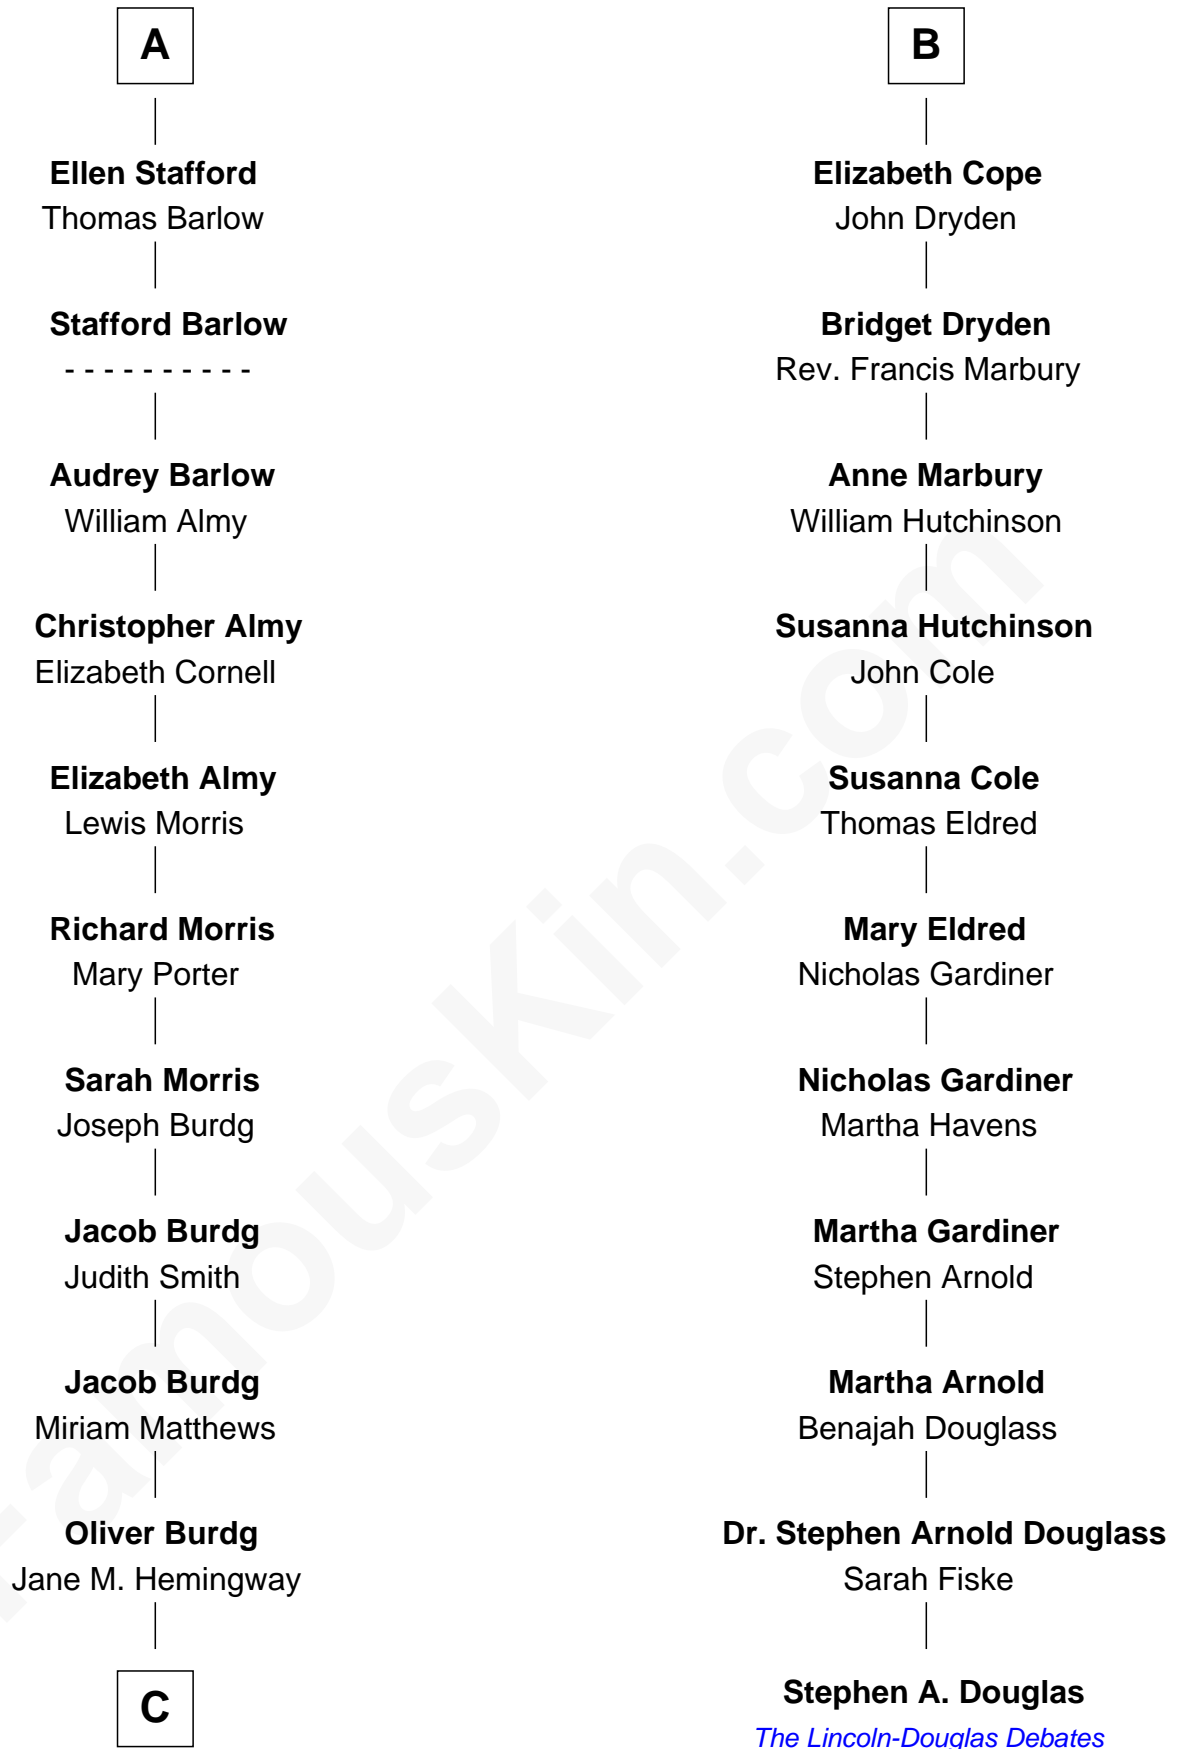 A
Ellen Stafford
Thomas Barlow
Stafford Barlow
- - - - - - - - - -
Audrey Barlow
William Almy
Christopher Almy
Elizabeth Cornell
Elizabeth Almy
Lewis Morris
Richard Morris
Mary Porter
Sarah Morris
Joseph Burdg
Jacob Burdg
Judith Smith
Jacob Burdg
Miriam Matthews
Oliver Burdg
Jane M. Hemingway
C
B
Elizabeth Cope
John Dryden
Bridget Dryden
Rev. Francis Marbury
Anne Marbury
William Hutchinson
Susanna Hutchinson
John Cole
Susanna Cole
Thomas Eldred
Mary Eldred
Nicholas Gardiner
Nicholas Gardiner
Martha Havens
Martha Gardiner
Stephen Arnold
Martha Arnold
Benajah Douglass
Dr. Stephen Arnold Douglass
Sarah Fiske
Stephen A. Douglas
The Lincoln-Douglas Debates
FamousKin.com